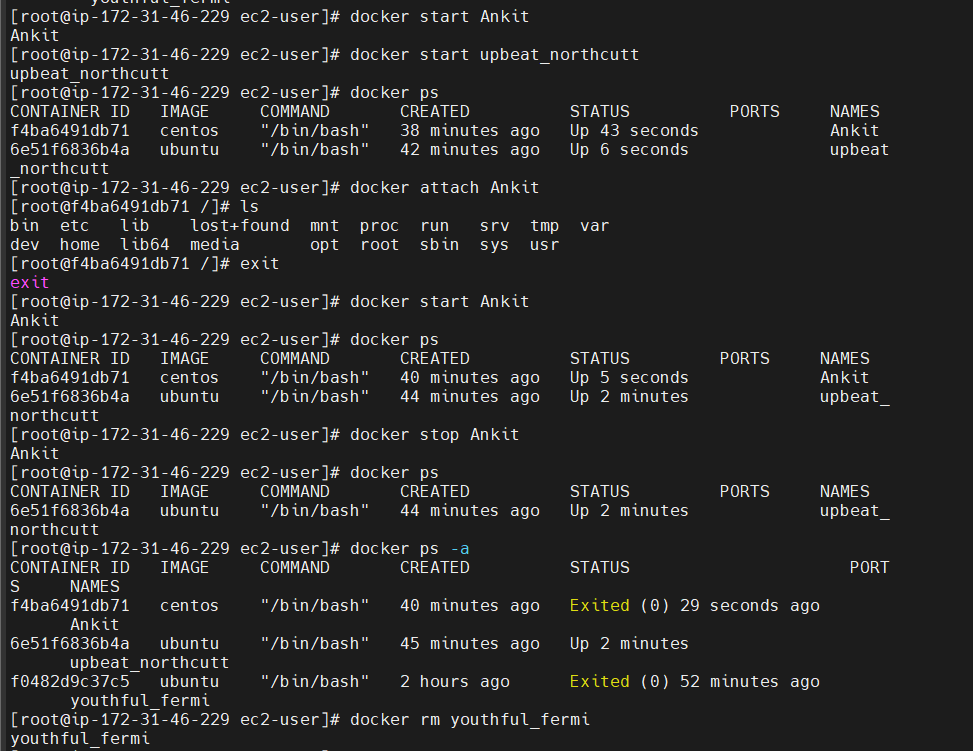 youthful_fermi
[root@ip-172-31-46-229 ec2-user]# docker start Ankit
Ankit
[root@ip-172-31-46-229 ec2-user]# docker start upbeat_northcutt
upbeat_northcutt
[root@ip-172-31-46-229 ec2-user]# docker ps
CONTAINER ID   IMAGE     COMMAND       CREATED          STATUS          PORTS     NAMES
f4ba6491db71   centos    "/bin/bash"   38 minutes ago   Up 43 seconds             Ankit
6e51f6836b4a   ubuntu    "/bin/bash"   42 minutes ago   Up 6 seconds              upbeat
_northcutt
[root@ip-172-31-46-229 ec2-user]# docker attach Ankit
[root@f4ba6491db71 /]# ls
bin  etc   lib    lost+found  mnt  proc  run   srv  tmp  var
dev  home  lib64  media       opt  root  sbin  sys  usr
[root@f4ba6491db71 /]# exit
exit
[root@ip-172-31-46-229 ec2-user]# docker start Ankit
Ankit
[root@ip-172-31-46-229 ec2-user]# docker ps
CONTAINER ID   IMAGE     COMMAND       CREATED          STATUS         PORTS     NAMES
f4ba6491db71   centos    "/bin/bash"   40 minutes ago   Up 5 seconds             Ankit
6e51f6836b4a   ubuntu    "/bin/bash"   44 minutes ago   Up 2 minutes             upbeat_
northcutt
[root@ip-172-31-46-229 ec2-user]# docker stop Ankit
Ankit
[root@ip-172-31-46-229 ec2-user]# docker ps
CONTAINER ID   IMAGE     COMMAND       CREATED          STATUS         PORTS     NAMES
6e51f6836b4a   ubuntu    "/bin/bash"   44 minutes ago   Up 2 minutes             upbeat_
northcutt
[root@ip-172-31-46-229 ec2-user]# docker ps -a
CONTAINER ID   IMAGE     COMMAND       CREATED          STATUS                      PORT
S     NAMES
f4ba6491db71   centos    "/bin/bash"   40 minutes ago   Exited (0) 29 seconds ago
      Ankit
6e51f6836b4a   ubuntu    "/bin/bash"   45 minutes ago   Up 2 minutes
      upbeat_northcutt
f0482d9c37c5   ubuntu    "/bin/bash"   2 hours ago      Exited (0) 52 minutes ago
      youthful_fermi
[root@ip-172-31-46-229 ec2-user]# docker rm youthful_fermi
youthful_fermi